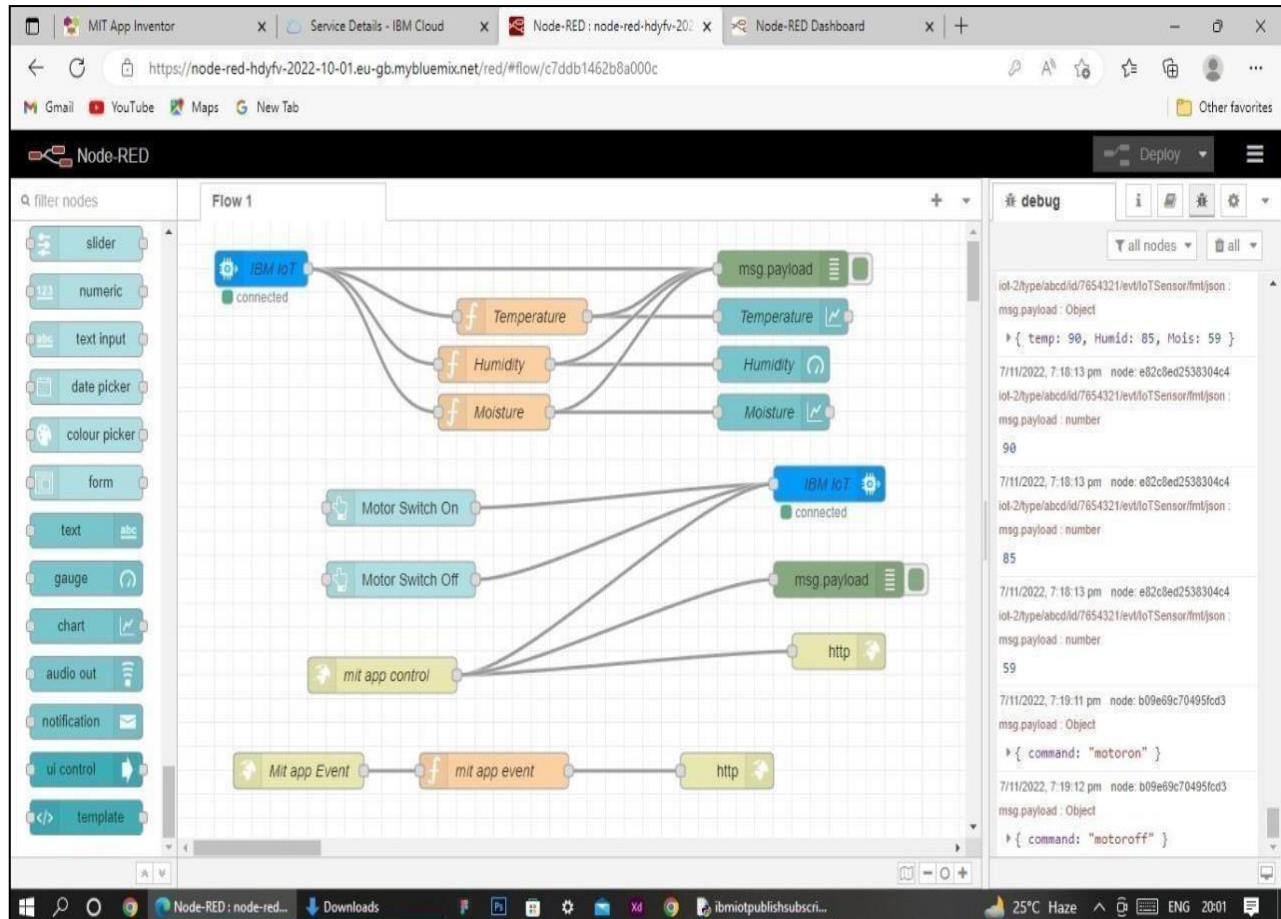 MIT App Inventor
Service Details - IBM Cloud
Node-RED : node-red-hdyfv-202
Node-RED Dashboard
https://node-red-hdyfv-2022-10-01.eu-gb.mybluemix.net/red/#flow/c7ddb1462b8a000c
Gmail YouTube Maps New Tab
Other favorites
Node-RED
Deploy
filter nodes
slider
numeric
text input
date picker
colour picker
form
text
gauge
chart
audio out
notification
ui control
template
Flow 1
IBM IoT
connected
Temperature
Humidity
Moisture
msg.payload
Temperature
Humidity
Moisture
Motor Switch On
Motor Switch Off
IBM IoT
connected
msg.payload
mit app control
http
Mit app Event
mit app event
http
debug
all nodes
all
iot-2/type/abcd/id/7654321/evt/IoTSensor/fmt/json :
msg.payload : Object
{ temp: 90, Humid: 85, Mois: 59 }
7/11/2022, 7:18:13 pm node: e82c8ed2538304c4
iot-2/type/abcd/id/7654321/evt/IoTSensor/fmt/json :
msg.payload : number
90
7/11/2022, 7:18:13 pm node: e82c8ed2538304c4
iot-2/type/abcd/id/7654321/evt/IoTSensor/fmt/json :
msg.payload : number
85
7/11/2022, 7:18:13 pm node: e82c8ed2538304c4
iot-2/type/abcd/id/7654321/evt/IoTSensor/fmt/json :
msg.payload : number
59
7/11/2022, 7:19:11 pm node: b09e69c70495fcd3
msg.payload : Object
{ command: "motoron" }
7/11/2022, 7:19:12 pm node: b09e69c70495fcd3
msg.payload : Object
{ command: "motoroff" }
Node-RED : node-red...
Downloads
ibmiotpublishsubscri...
25°C Haze
ENG
20:01